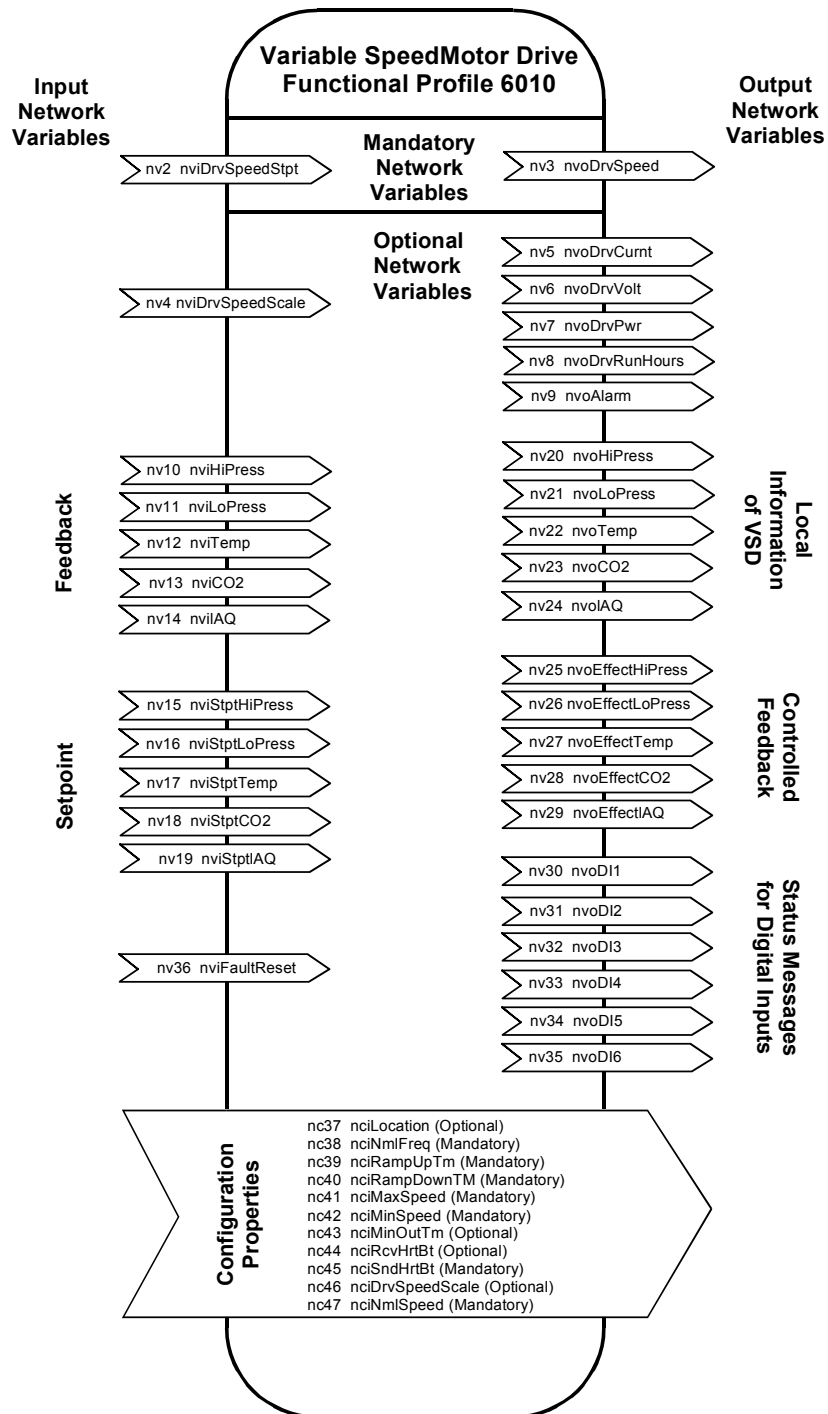 Variable SpeedMotor Drive
Functional Profile 6010
Input
Network
Variables
Output
Network
Variables
Mandatory
Network
Variables
nv2 nviDrvSpeedStpt
nv3 nvoDrvSpeed
Optional
Network
Variables
nv4 nviDrvSpeedScale
nv5 nvoDrvCurnt
nv6 nvoDrvVolt
nv7 nvoDrvPwr
nv8 nvoDrvRunHours
nv9 nvoAlarm
Feedback
nv10 nviHiPress
nv11 nviLoPress
nv12 nviTemp
nv13 nviCO2
nv14 nviIAQ
nv20 nvoHiPress
nv21 nvoLoPress
nv22 nvoTemp
nv23 nvoCO2
nv24 nvoIAQ
Local
Information
of VSD
Setpoint
nv15 nviStptHiPress
nv16 nviStptLoPress
nv17 nviStptTemp
nv18 nviStptCO2
nv19 nviStptIAQ
nv25 nvoEffectHiPress
nv26 nvoEffectLoPress
nv27 nvoEffectTemp
nv28 nvoEffectCO2
nv29 nvoEffectIAQ
Controlled
Feedback
nv36 nviFaultReset
nv30 nvoDI1
nv31 nvoDI2
nv32 nvoDI3
nv33 nvoDI4
nv34 nvoDI5
nv35 nvoDI6
Status Messages
for Digital Inputs
Configuration
Properties
nc37 nciLocation (Optional)
nc38 nciNmlFreq (Mandatory)
nc39 nciRampUpTm (Mandatory)
nc40 nciRampDownTM (Mandatory)
nc41 nciMaxSpeed (Mandatory)
nc42 nciMinSpeed (Mandatory)
nc43 nciMinOutTm (Optional)
nc44 nciRcvHrtBt (Optional)
nc45 nciSndHrtBt (Mandatory)
nc46 nciDrvSpeedScale (Optional)
nc47 nciNmlSpeed (Mandatory)